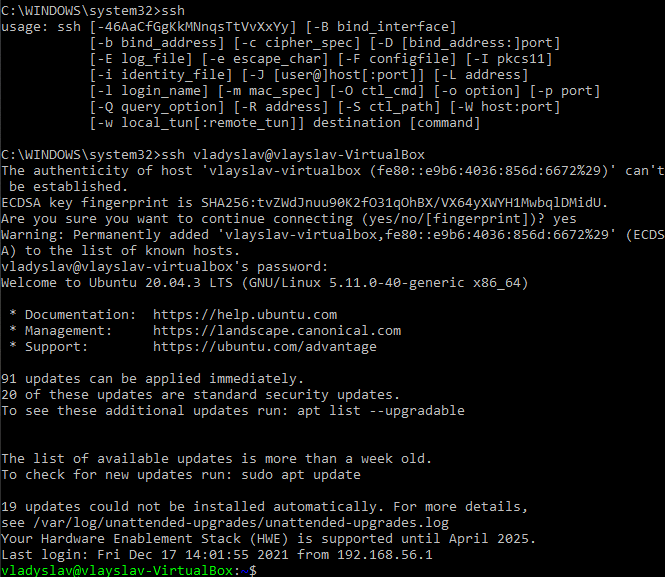 C:\WINDOWS\system32>ssh
usage: ssh [-46AaCfGgKkMNnqsTtVvXxYy] [-B bind_interface]
           [-b bind_address] [-c cipher_spec] [-D [bind_address:]port]
           [-E log_file] [-e escape_char] [-F configfile] [-I pkcs11]
           [-i identity_file] [-J [user@]host[:port]] [-L address]
           [-l login_name] [-m mac_spec] [-O ctl_cmd] [-o option] [-p port]
           [-Q query_option] [-R address] [-S ctl_path] [-W host:port]
           [-w local_tun[:remote_tun]] destination [command]
C:\WINDOWS\system32>ssh vladyslav@vlayslav-VirtualBox
The authenticity of host 'vlayslav-virtualbox (fe80::e9b6:4036:856d:6672%29)' can't
 be established.
ECDSA key fingerprint is SHA256:tvZWdJnuu90K2fO31qOhBX/VX64yXWYH1MwbqlDMidU.
Are you sure you want to continue connecting (yes/no/[fingerprint])? yes
Warning: Permanently added 'vlayslav-virtualbox,fe80::e9b6:4036:856d:6672%29' (ECDS
A) to the list of known hosts.
vladyslav@vlayslav-virtualbox's password:
Welcome to Ubuntu 20.04.3 LTS (GNU/Linux 5.11.0-40-generic x86_64)
 * Documentation:  https://help.ubuntu.com
 * Management:     https://landscape.canonical.com
 * Support:        https://ubuntu.com/advantage
91 updates can be applied immediately.
20 of these updates are standard security updates.
To see these additional updates run: apt list --upgradable
The list of available updates is more than a week old.
To check for new updates run: sudo apt update
19 updates could not be installed automatically. For more details,
see /var/log/unattended-upgrades/unattended-upgrades.log
Your Hardware Enablement Stack (HWE) is supported until April 2025.
Last login: Fri Dec 17 14:01:55 2021 from 192.168.56.1
vladyslav@vlayslav-VirtualBox:~$